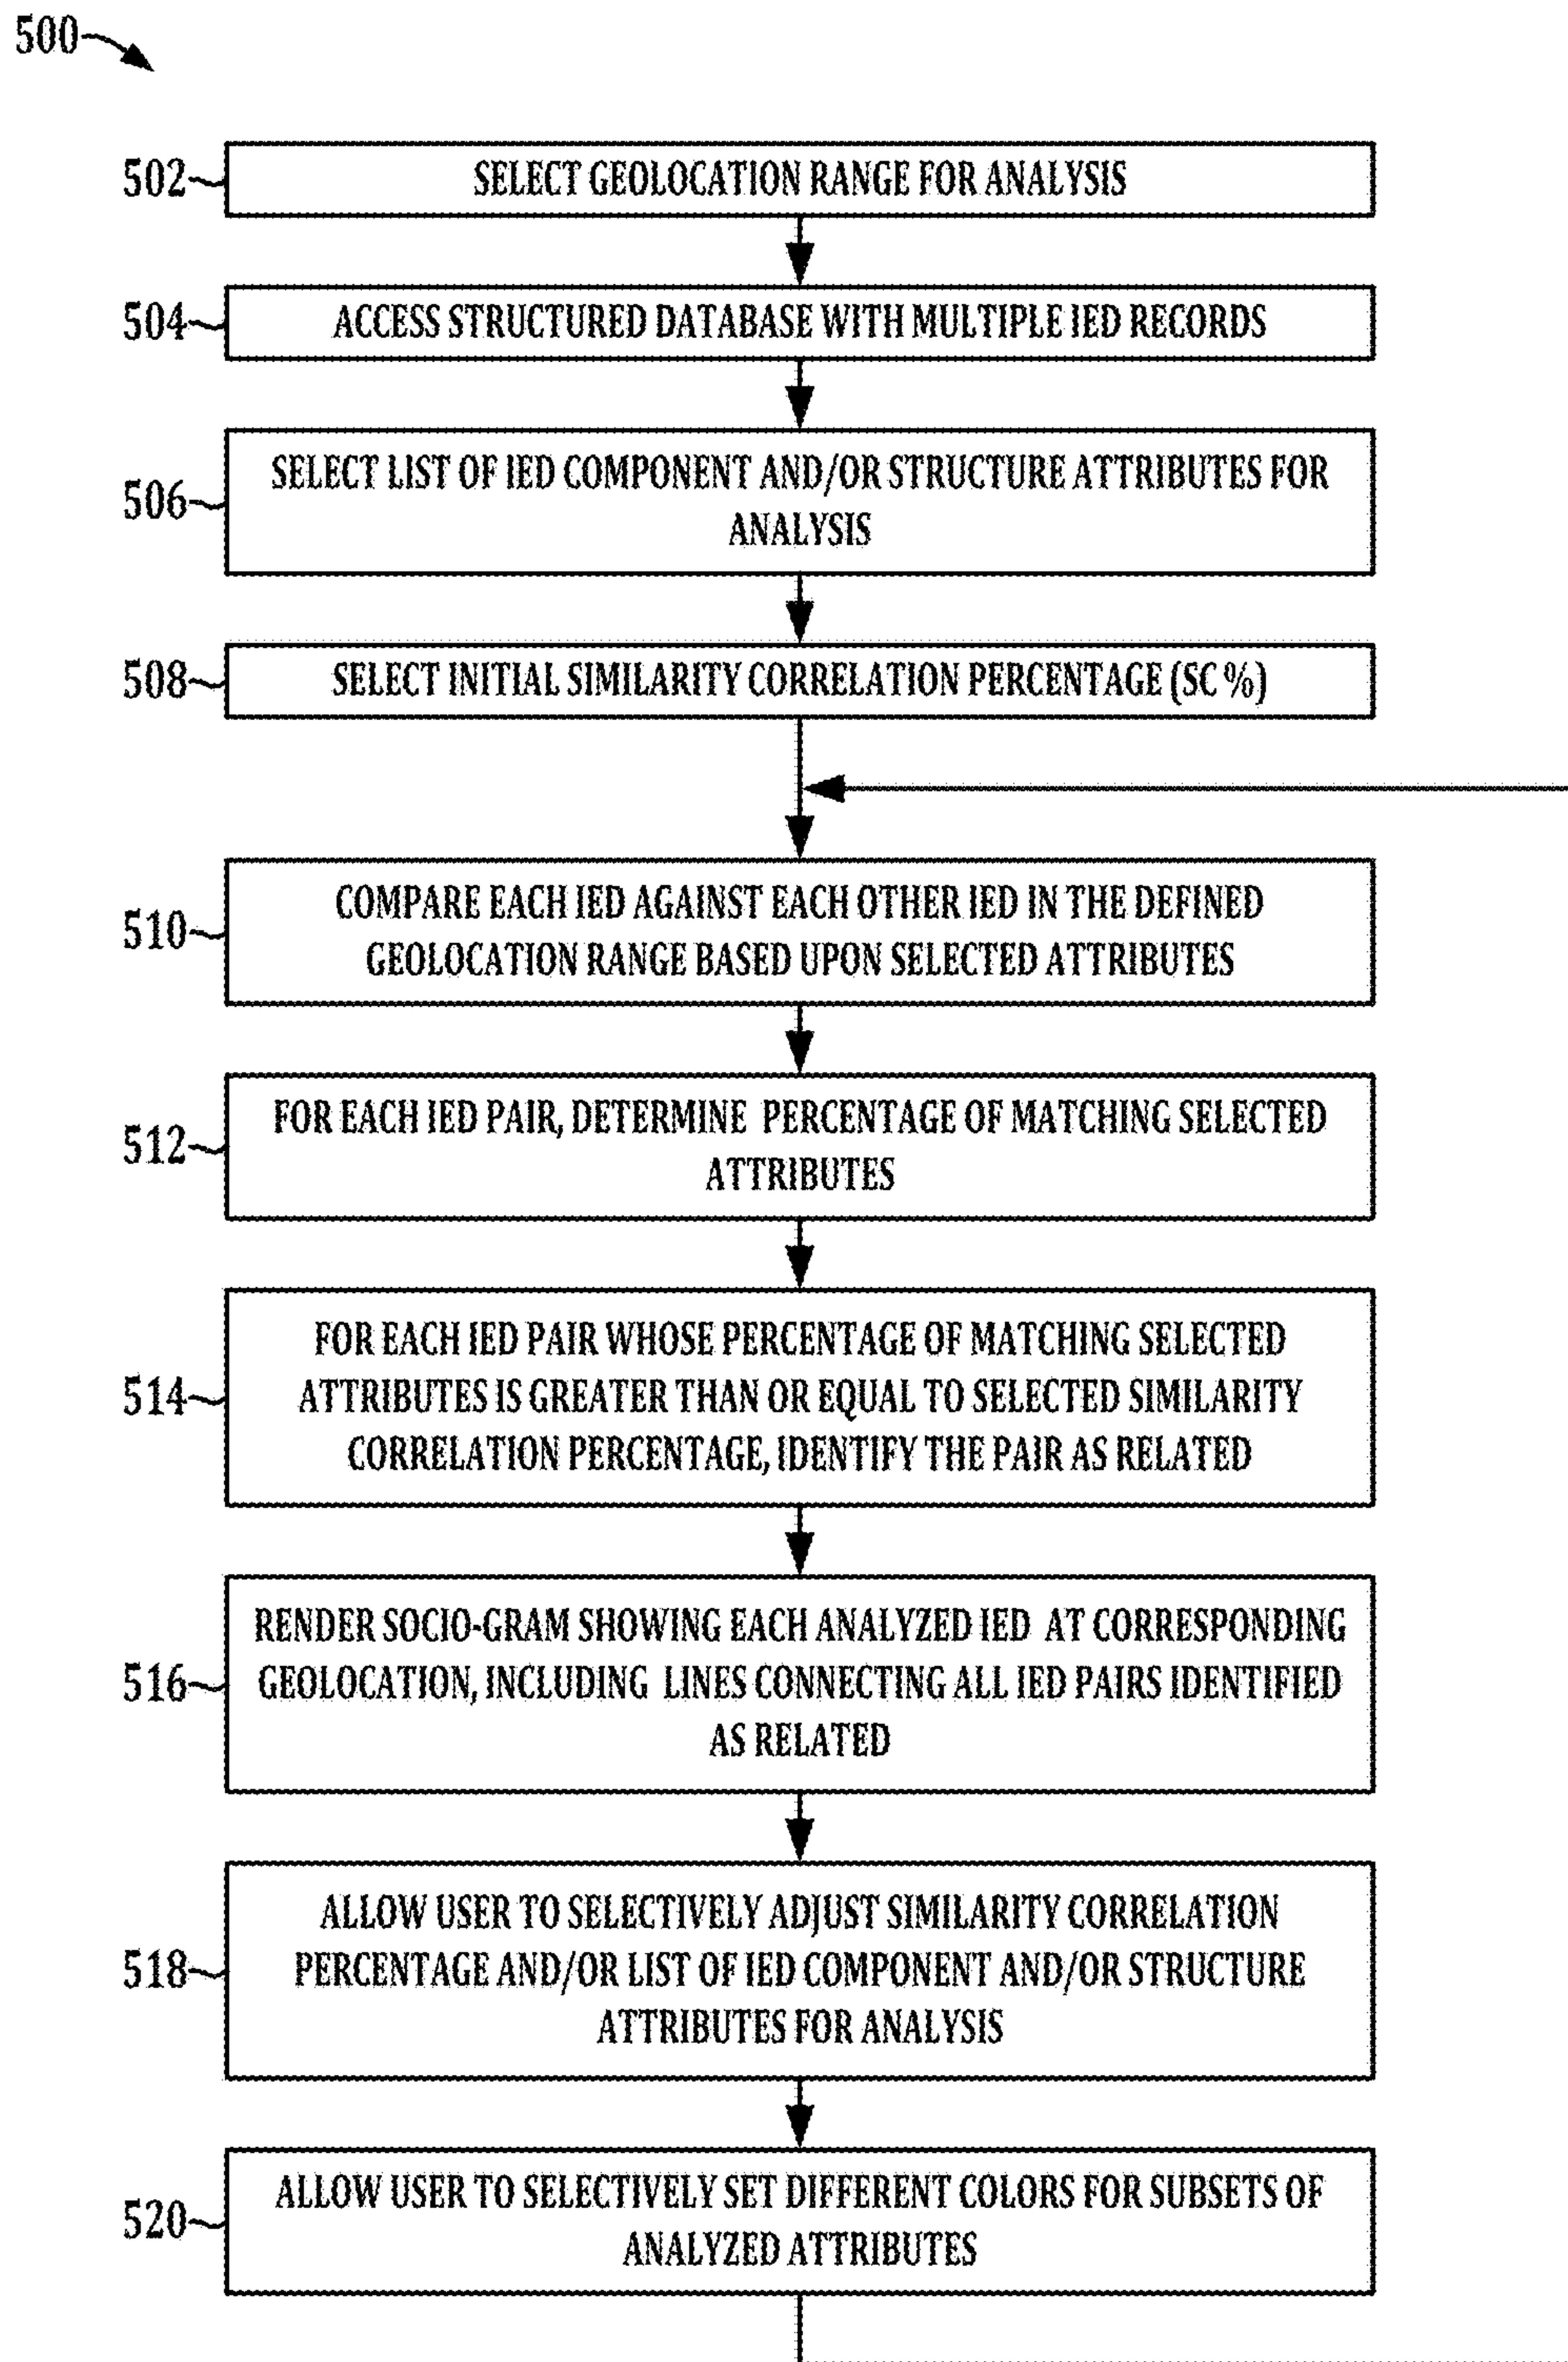 500
502
SELECT GEOLOCATION RANGE FOR ANALYSIS
504
ACCESS STRUCTURED DATABASE WITH MULTIPLE IED RECORDS
506
SELECT LIST OF IED COMPONENT AND/OR STRUCTURE ATTRIBUTES FOR
ANALYSIS
508
SELECT INITIAL SIMILARITY CORRELATION PERCENTAGE (SC %)
510
COMPARE EACH IED AGAINST EACH OTHER IED IN THE DEFINED
GEOLOCATION RANGE BASED UPON SELECTED ATTRIBUTES
512
FOR EACH IED PAIR, DETERMINE PERCENTAGE OF MATCHING SELECTED
ATTRIBUTES
514
FOR EACH IED PAIR WHOSE PERCENTAGE OF MATCHING SELECTED
ATTRIBUTES IS GREATER THAN OR EQUAL TO SELECTED SIMILARITY
CORRELATION PERCENTAGE, IDENTIFY THE PAIR AS RELATED
516
RENDER SOCIO-GRAM SHOWING EACH ANALYZED IED AT CORRESPONDING
GEOLOCATION, INCLUDING LINES CONNECTING ALL IED PAIRS IDENTIFIED
AS RELATED
518
ALLOW USER TO SELECTIVELY ADJUST SIMILARITY CORRELATION
PERCENTAGE AND/OR LIST OF IED COMPONENT AND/OR STRUCTURE
ATTRIBUTES FOR ANALYSIS
520
ALLOW USER TO SELECTIVELY SET DIFFERENT COLORS FOR SUBSETS OF
ANALYZED ATTRIBUTES